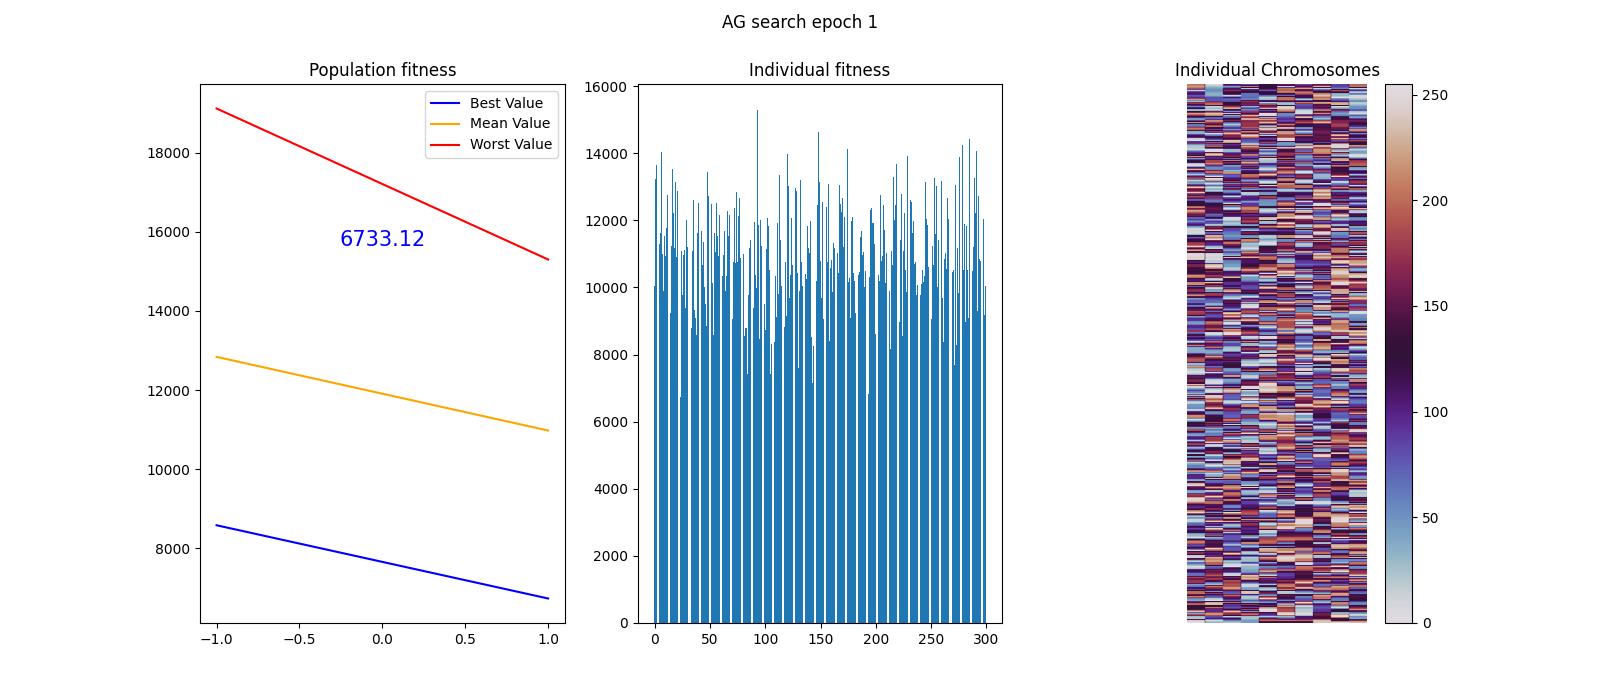 AG search epoch 1
Population fitness
18000
16000
14000
12000
10000
8000
−1.0 −0.5 0.0 0.5 1.0
Best Value
Mean Value
Worst Value
6733.12
Individual fitness
16000
14000
12000
10000
8000
6000
4000
2000
0
0 50 100 150 200 250 300
Individual Chromosomes
250
200
150
100
50
0